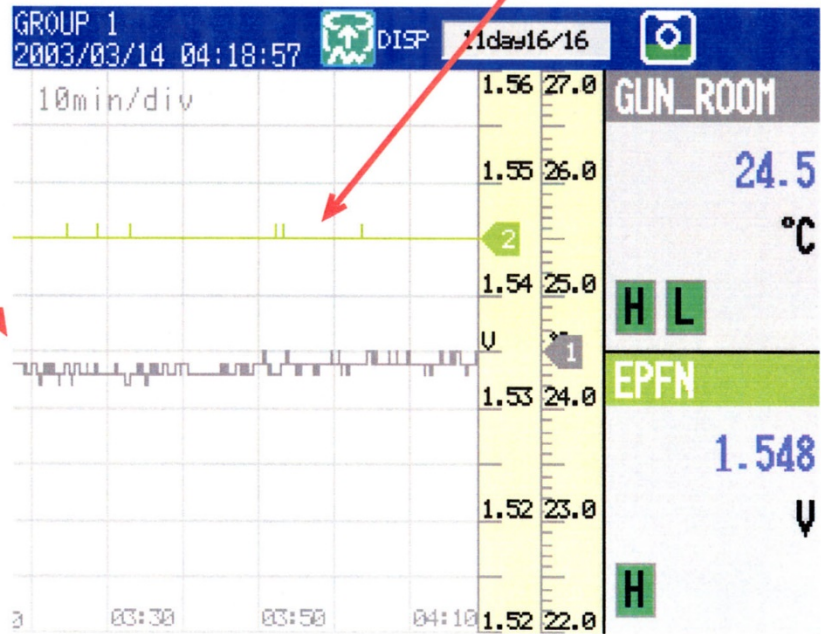 GROUP 1
2003/03/14 04:18:57
DISP
11day16/16
10min/div
1.56 27.0
1.55 26.0
2
1.54 25.0
V
1
1.53 24.0
1.52 23.0
1.52 22.0
03:30
03:50
04:10
GUN_ROOM
24.5
°C
H L
EPFN
1.548
V
H